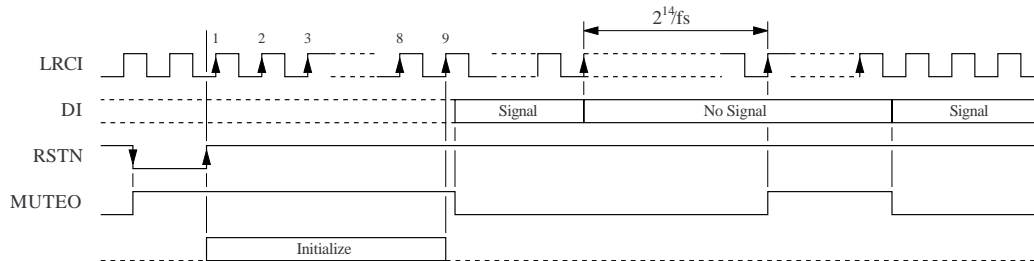 2¹⁴/fs
1 2 3 8 9
LRCI
DI Signal No Signal Signal
RSTN
MUTEO
Initialize